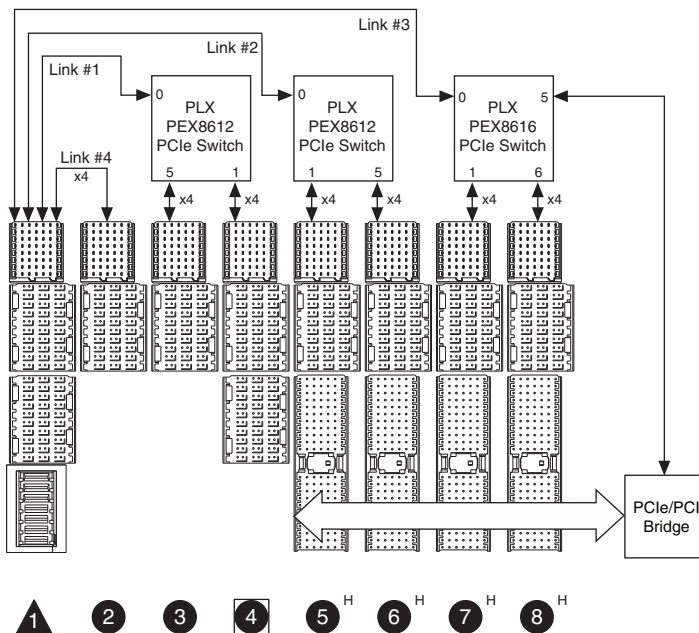 Link #3
Link #2
Link #1
0
PLX
PEX8612
PCIe Switch
5
1
0
PLX
PEX8612
PCIe Switch
1
5
0
5
PLX
PEX8616
PCIe Switch
1
6
Link #4
x4
x4
x4
x4
x4
x4
x4
PCIe/PCI
Bridge
1
2
3
4
5 H
6 H
7 H
8 H